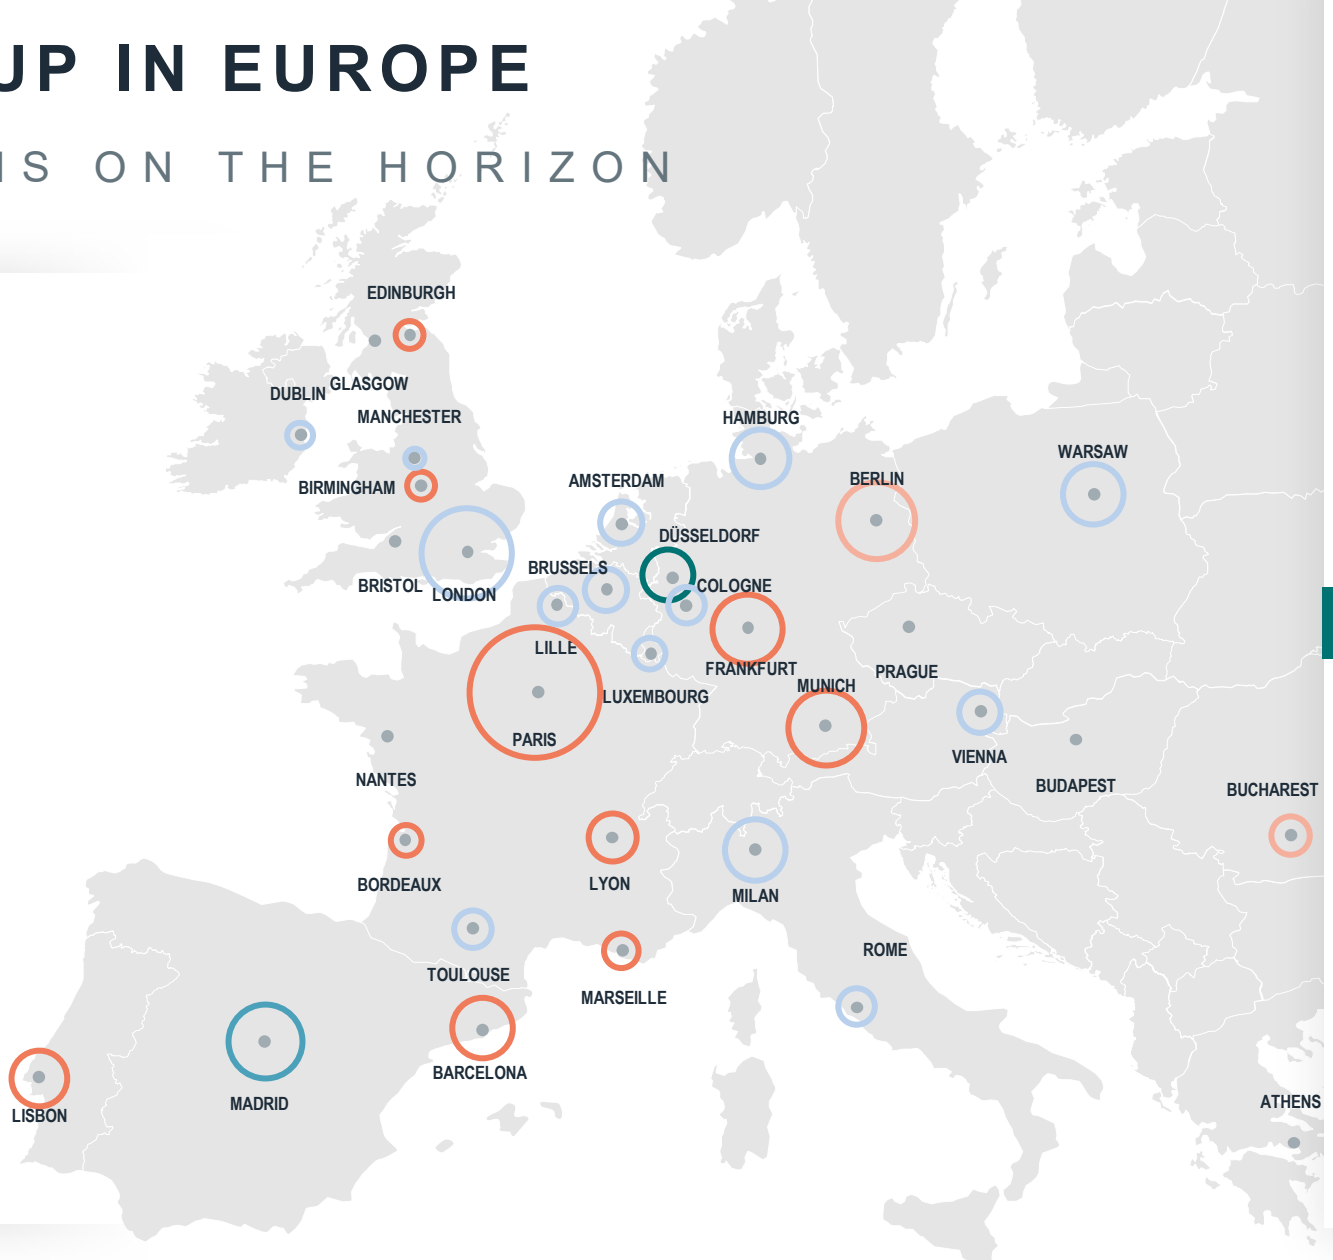 UP IN EUROPE
IS ON THE HORIZON
EDINBURGH
GLASGOW
DUBLIN
MANCHESTER
HAMBURG
WARSAW
AMSTERDAM
BERLIN
BIRMINGHAM
DÜSSELDORF
BRUSSELS
BRISTOL
COLOGNE
LONDON
LILLE
FRANKFURT
PRAGUE
MUNICH
LUXEMBOURG
PARIS
VIENNA
NANTES
BUDAPEST
BUCHAREST
BORDEAUX
LYON
MILAN
ROME
TOULOUSE
MARSEILLE
BARCELONA
MADRID
ATHENS
LISBON